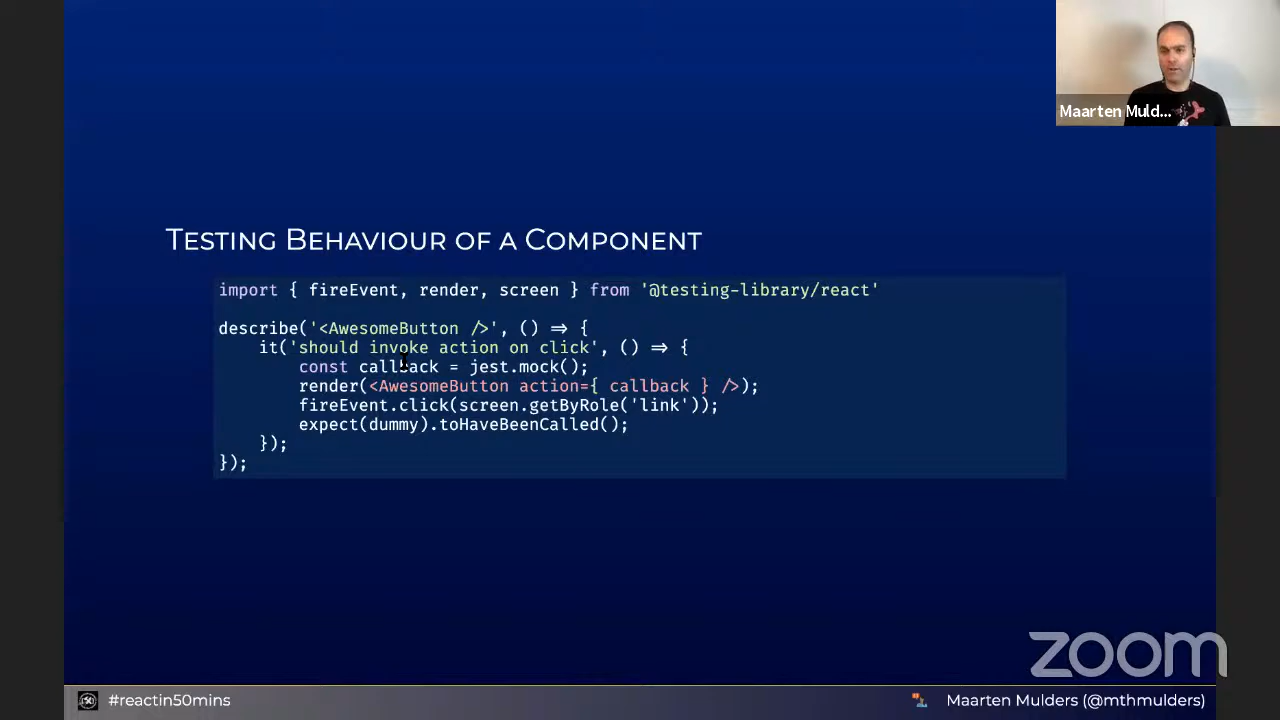 Maarten Muld...
Testing Behaviour of a Component
import { fireEvent, render, screen } from '@testing-library/react'
describe('<AwesomeButton />', () => {
it('should invoke action on click', () => {
const callback = jest.mock();
render(<AwesomeButton action={ callback } />);
fireEvent.click(screen.getByRole('link'));
expect(dummy).toHaveBeenCalled();
});
});
zoom
#reactin50mins
Maarten Mulders (@mthmulders)